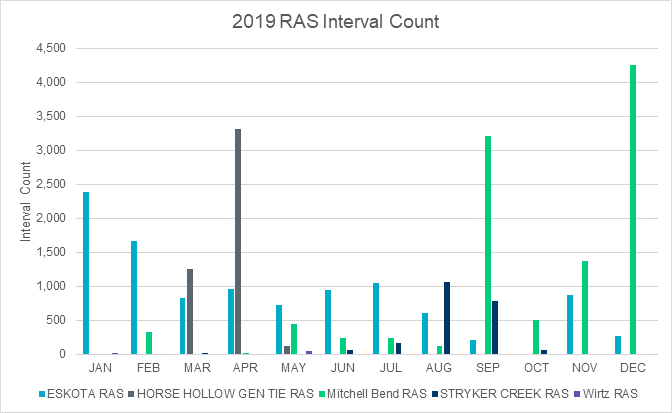 2019 RAS Interval Count
4,500
4,000
3,500
3,000
2,500
2,000
1,500
1,000
500
0
Interval Count
JAN FEB MAR APR MAY JUN JUL AUG SEP OCT NOV DEC
ESKOTA RAS HORSE HOLLOW GEN TIE RAS Mitchell Bend RAS STRYKER CREEK RAS Wirtz RAS